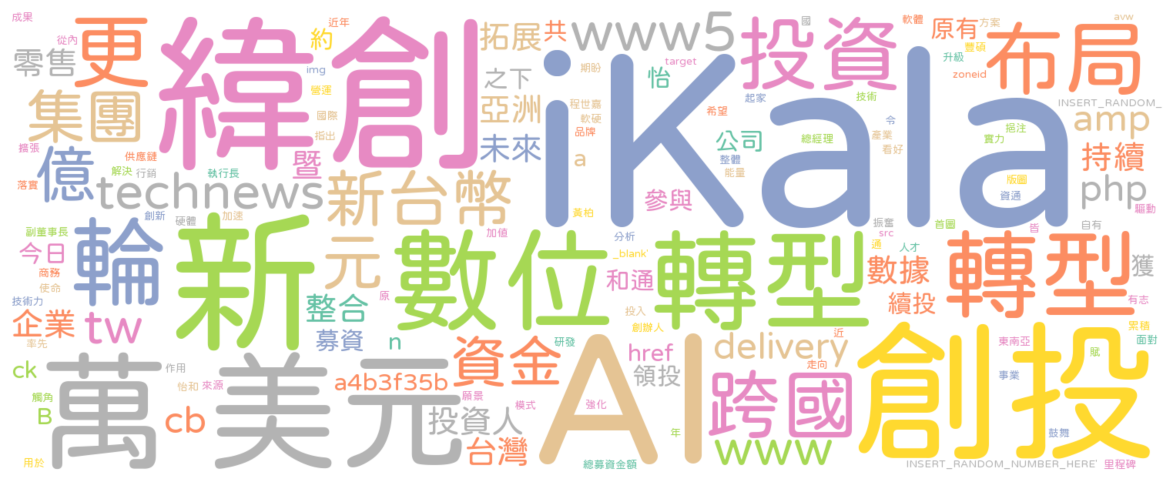 成果
近年
共
軟體
國
方案
avw
從內
更
緯創
約
拓展
www5
投資
原有
布局
豐碩
升級
零售
img
之下
期盼
怡
target
zoneid
集團
營運
國際
亞洲
程世嘉
軟硬
品牌
希望
起家
技術
令
INSERT_RANDOM_
amp
擴張
指出
未來
iKala
公司
總經理
產業
看好
實力
挹注
持續
供應鏈
暨
a
整體
能量
億
解決
行銷
執行長
technews
新台幣
參與
版圖
資通
php
落實
創新
硬體
加速
黃柏
振奮
src
首圖
皆
自有
驅動
副董事長
輪
新
加值
分析
通
人才
今日
元
數位
轉型
_blank'
數據
轉型
獲
商務
使命
和通
技術力
整合
原
投入
續投
有志
企業
tw
募資
n
創辦人
近
東南亞
累積
面對
率先
研發
href
delivery
走向
賦
ck
萬
作用
美元
資金
AI
領投
跨國
創投
事業
怡和
來源
a4b3f35b
願景
觸角
B
cb
投資人
模式
強化
鼓舞
台灣
年
www
用於
總募資金額
INSERT_RANDOM_NUMBER_HERE'
里程碑